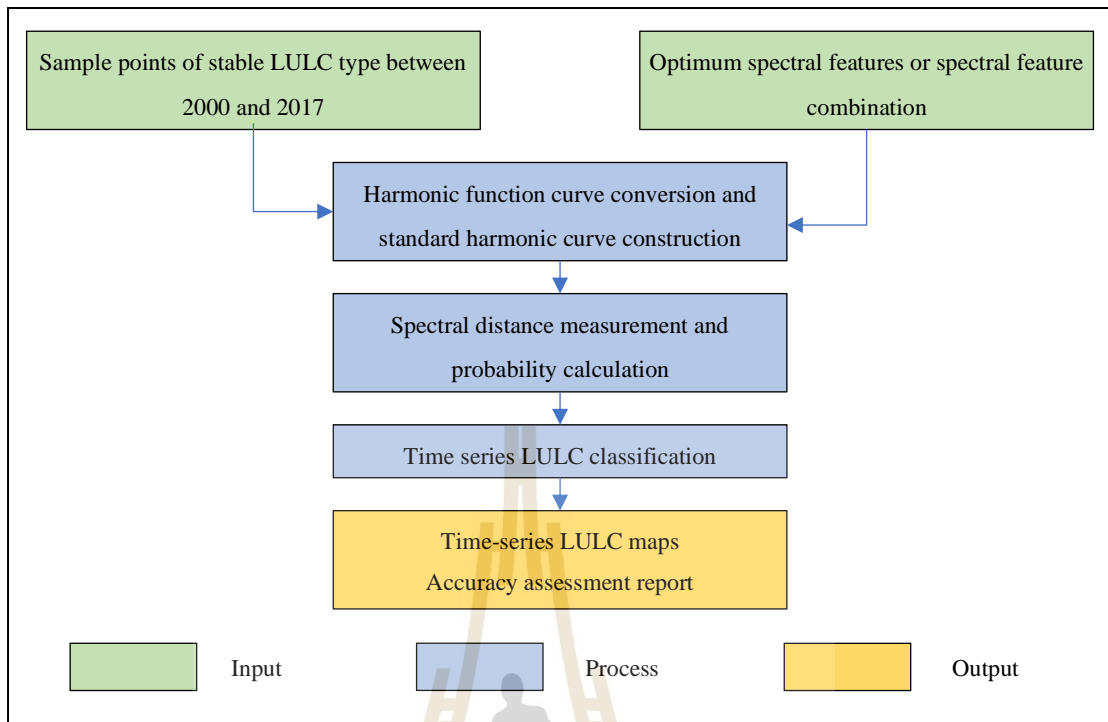 Sample points of stable LULC type between
2000 and 2017
Optimum spectral features or spectral feature
combination
Harmonic function curve conversion and
standard harmonic curve construction
Spectral distance measurement and
probability calculation
Time series LULC classification
Time-series LULC maps
Accuracy assessment report
Input
Process
Output